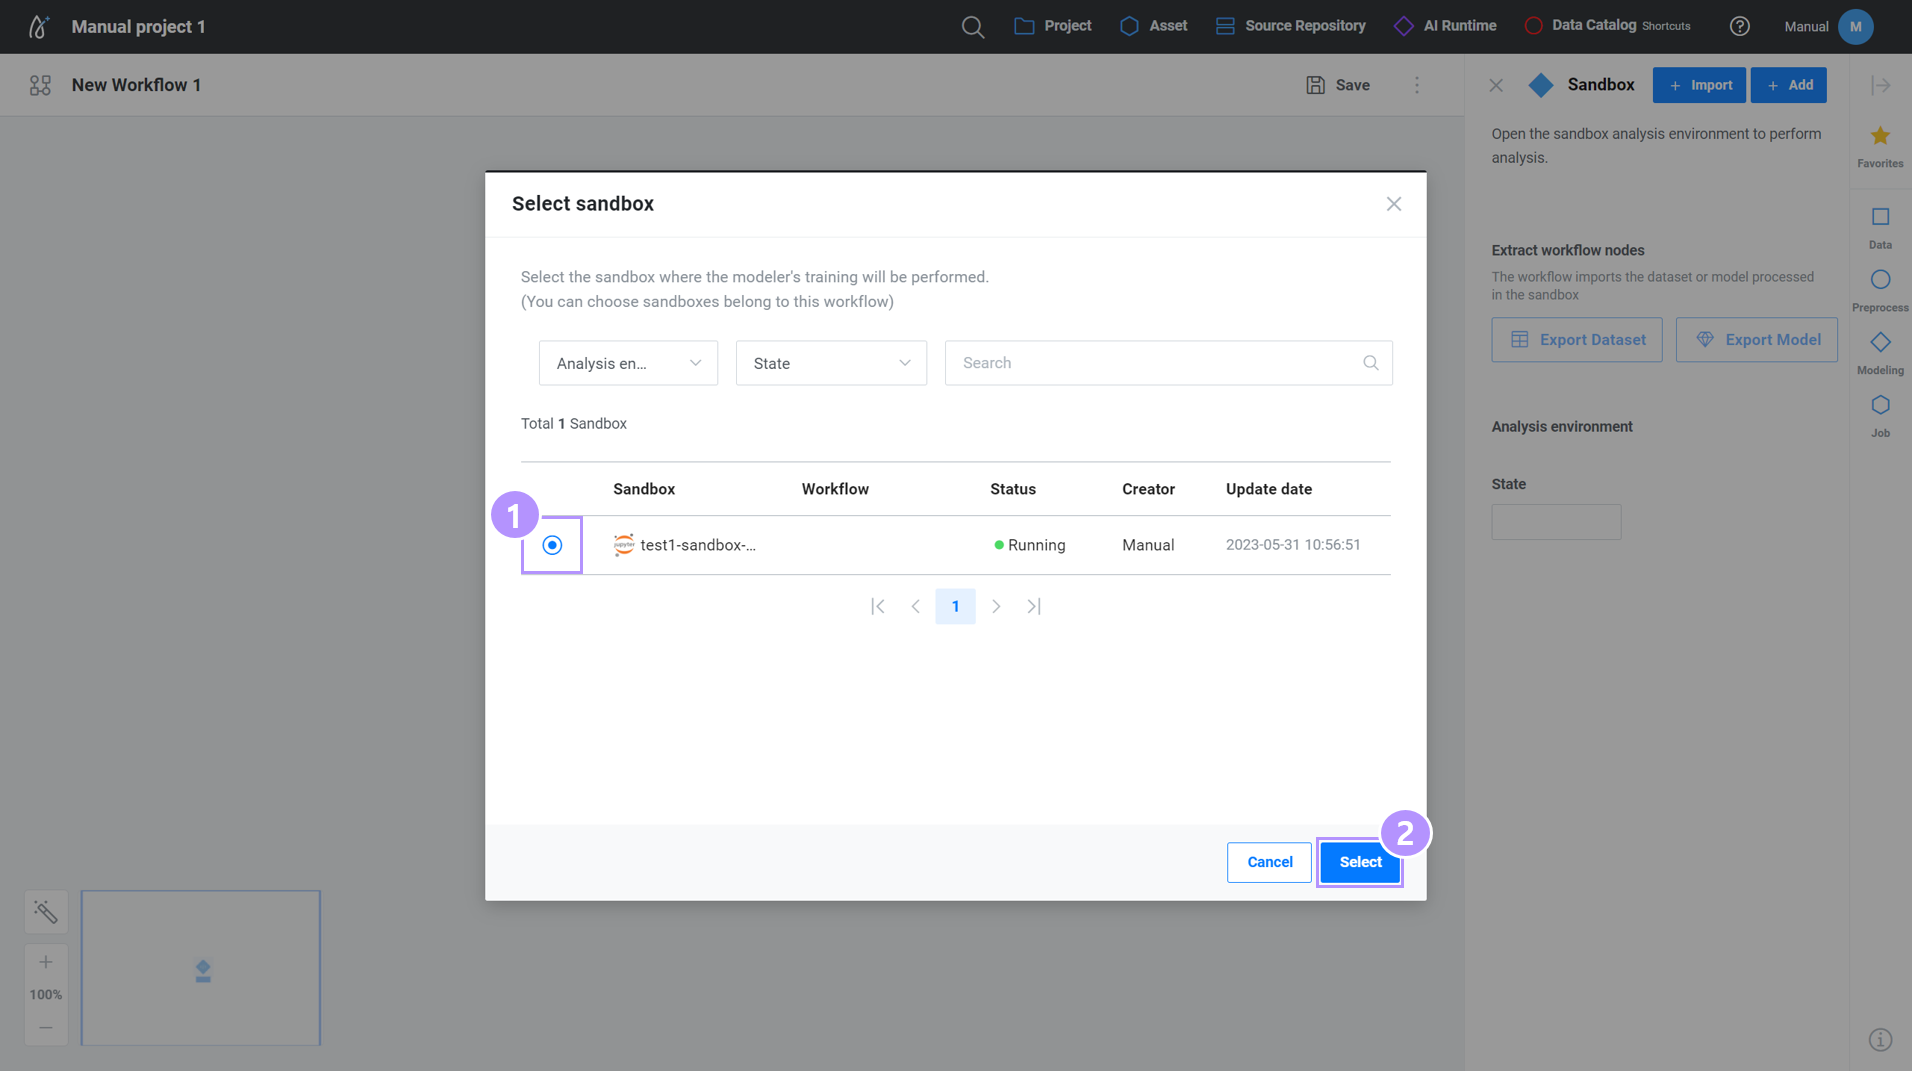 Manual project 1
Project
Asset
Source Repository
AI Runtime
Data Catalog Shortcuts
Manual
M
New Workflow 1
Save
Sandbox
+ Import
+ Add
Open the sandbox analysis environment to perform
analysis.
Favorites
Select sandbox
Select the sandbox where the modeler's training will be performed.
(You can choose sandboxes belong to this workflow)
Analysis en...
State
Search
Total 1 Sandbox
Sandbox Workflow Status Creator Update date
1
jupyter test1-sandbox-... Running Manual 2023-05-31 10:56:51
1
Cancel
Select
2
Extract workflow nodes
The workflow imports the dataset or model processed
in the sandbox
Export Dataset
Export Model
Analysis environment
State
Data
Preprocess
Modeling
Job
100%